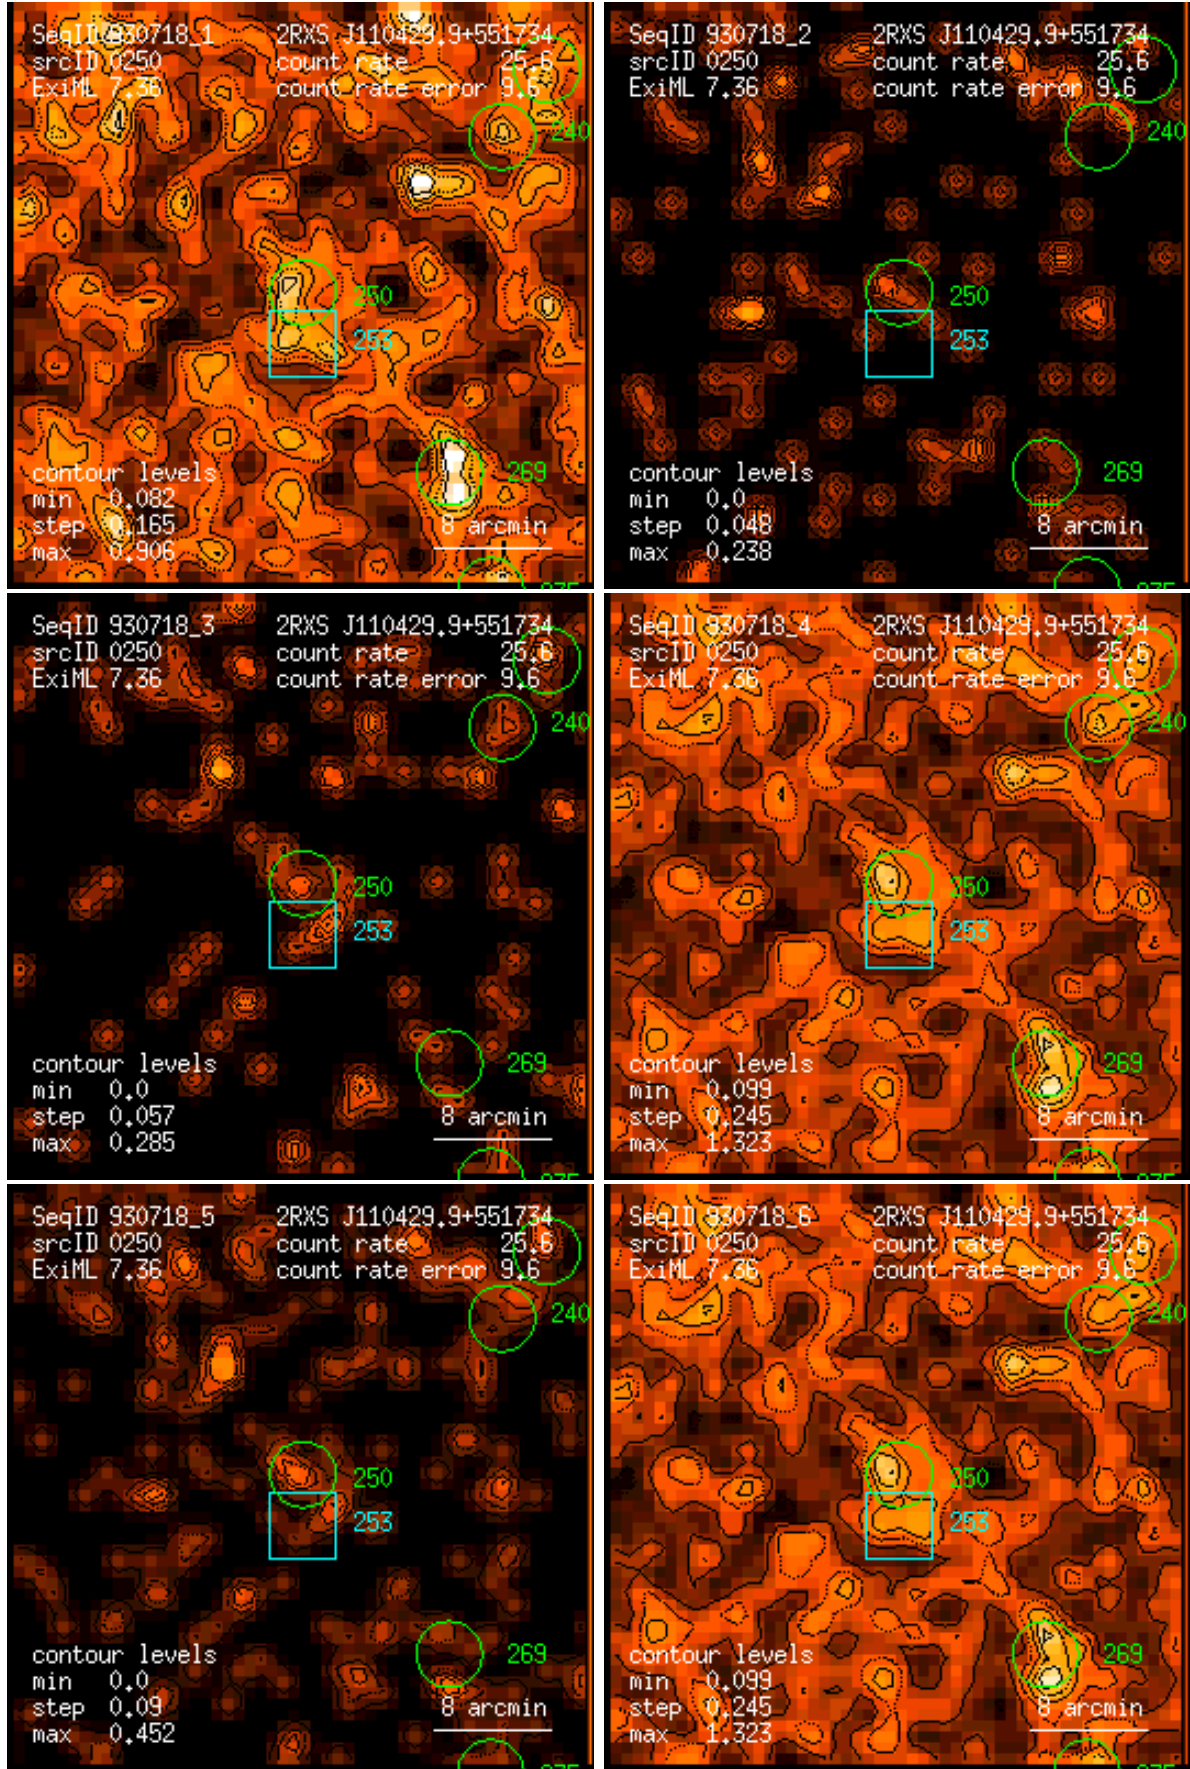 SeqID 930718_1 2RXS J110429.9+551734
srcID 0250 count rate 25.6
ExiML 7.36 count rate error 9.6
240
250
253
contour levels
269
min 0.082
step 0.165 8 arcmin
max 0.906
SeqID 930718_2 2RXS J110429.9+551734
srcID 0250 count rate 25.6
ExiML 7.36 count rate error 9.6
240
250
253
contour levels
269
min 0.0
step 0.048 8 arcmin
max 0.238
SeqID 930718_3 2RXS J110429.9+551734
srcID 0250 count rate 25.6
ExiML 7.36 count rate error 9.6
240
250
253
contour levels
269
min 0.0
step 0.057 8 arcmin
max 0.285
SeqID 930718_4 2RXS J110429.9+551734
srcID 0250 count rate 25.6
ExiML 7.36 count rate error 9.6
240
250
253
contour levels
269
min 0.099
step 0.245 8 arcmin
max 1.323
SeqID 930718_5 2RXS J110429.9+551734
srcID 0250 count rate 25.6
ExiML 7.36 count rate error 9.6
240
250
253
contour levels
269
min 0.0
step 0.09 8 arcmin
max 0.452
SeqID 930718_6 2RXS J110429.9+551734
srcID 0250 count rate 25.6
ExiML 7.36 count rate error 9.6
240
250
253
contour levels
269
min 0.099
step 0.245 8 arcmin
max 1.323